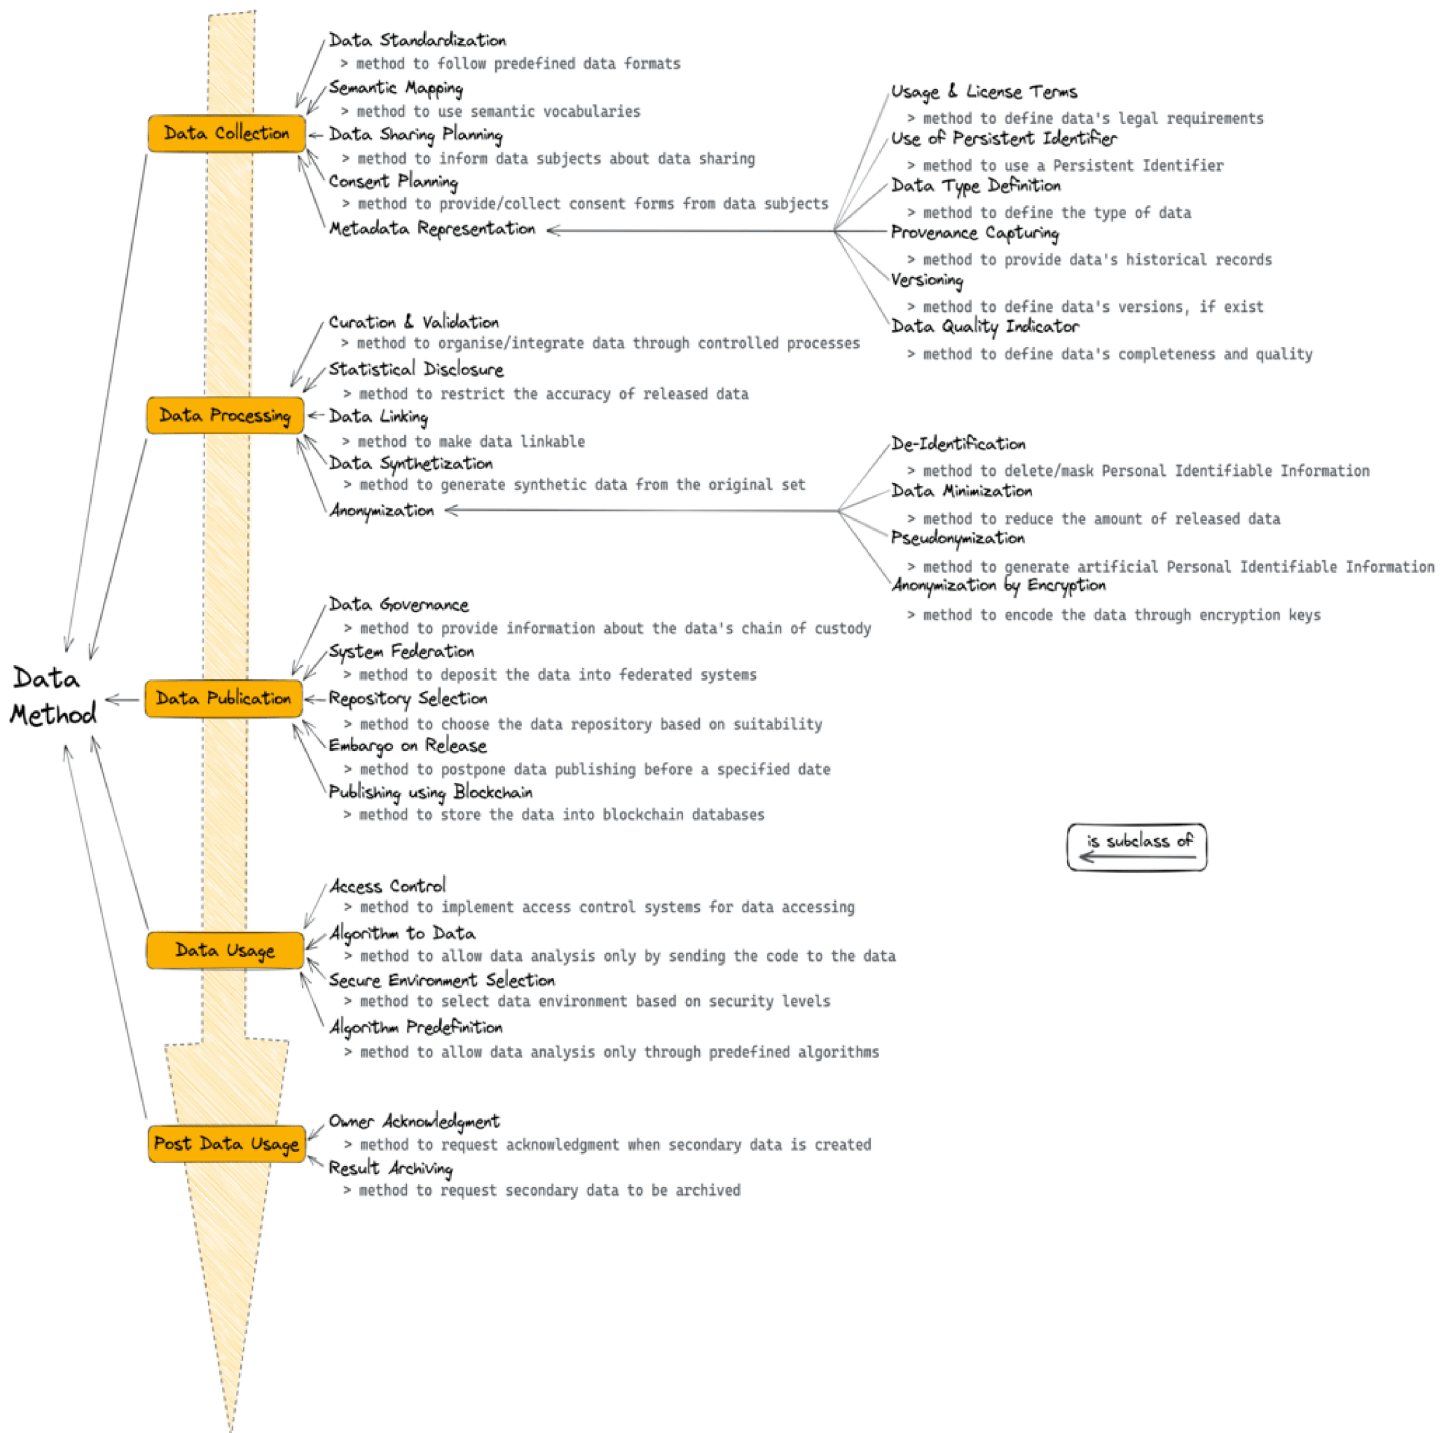 Data Method
Data Collection
Data Standardization
> method to follow predefined data formats
Semantic Mapping
> method to use semantic vocabularies
Data Sharing Planning
> method to inform data subjects about data sharing
Consent Planning
> method to provide/collect consent forms from data subjects
Metadata Representation
Usage & License Terms
> method to define data's legal requirements
Use of Persistent Identifier
> method to use a Persistent Identifier
Data Type Definition
> method to define the type of data
Provenance Capturing
> method to provide data's historical records
Versioning
> method to define data's versions, if exist
Data Quality Indicator
> method to define data's completeness and quality
Data Processing
Curation & Validation
> method to organise/integrate data through controlled processes
Statistical Disclosure
> method to restrict the accuracy of released data
Data Linking
> method to make data linkable
Data Synthetization
> method to generate synthetic data from the original set
Anonymization
De-Identification
> method to delete/mask Personal Identifiable Information
Data Minimization
> method to reduce the amount of released data
Pseudonymization
> method to generate artificial Personal Identifiable Information
Anonymization by Encryption
> method to encode the data through encryption keys
Data Publication
Data Governance
> method to provide information about the data's chain of custody
System Federation
> method to deposit the data into federated systems
Repository Selection
> method to choose the data repository based on suitability
Embargo on Release
> method to postpone data publishing before a specified date
Publishing using Blockchain
> method to store the data into blockchain databases
is subclass of
Data Usage
Access Control
> method to implement access control systems for data accessing
Algorithm to Data
> method to allow data analysis only by sending the code to the data
Secure Environment Selection
> method to select data environment based on security levels
Algorithm Predefinition
> method to allow data analysis only through predefined algorithms
Post Data Usage
Owner Acknowledgment
> method to request acknowledgment when secondary data is created
Result Archiving
> method to request secondary data to be archived